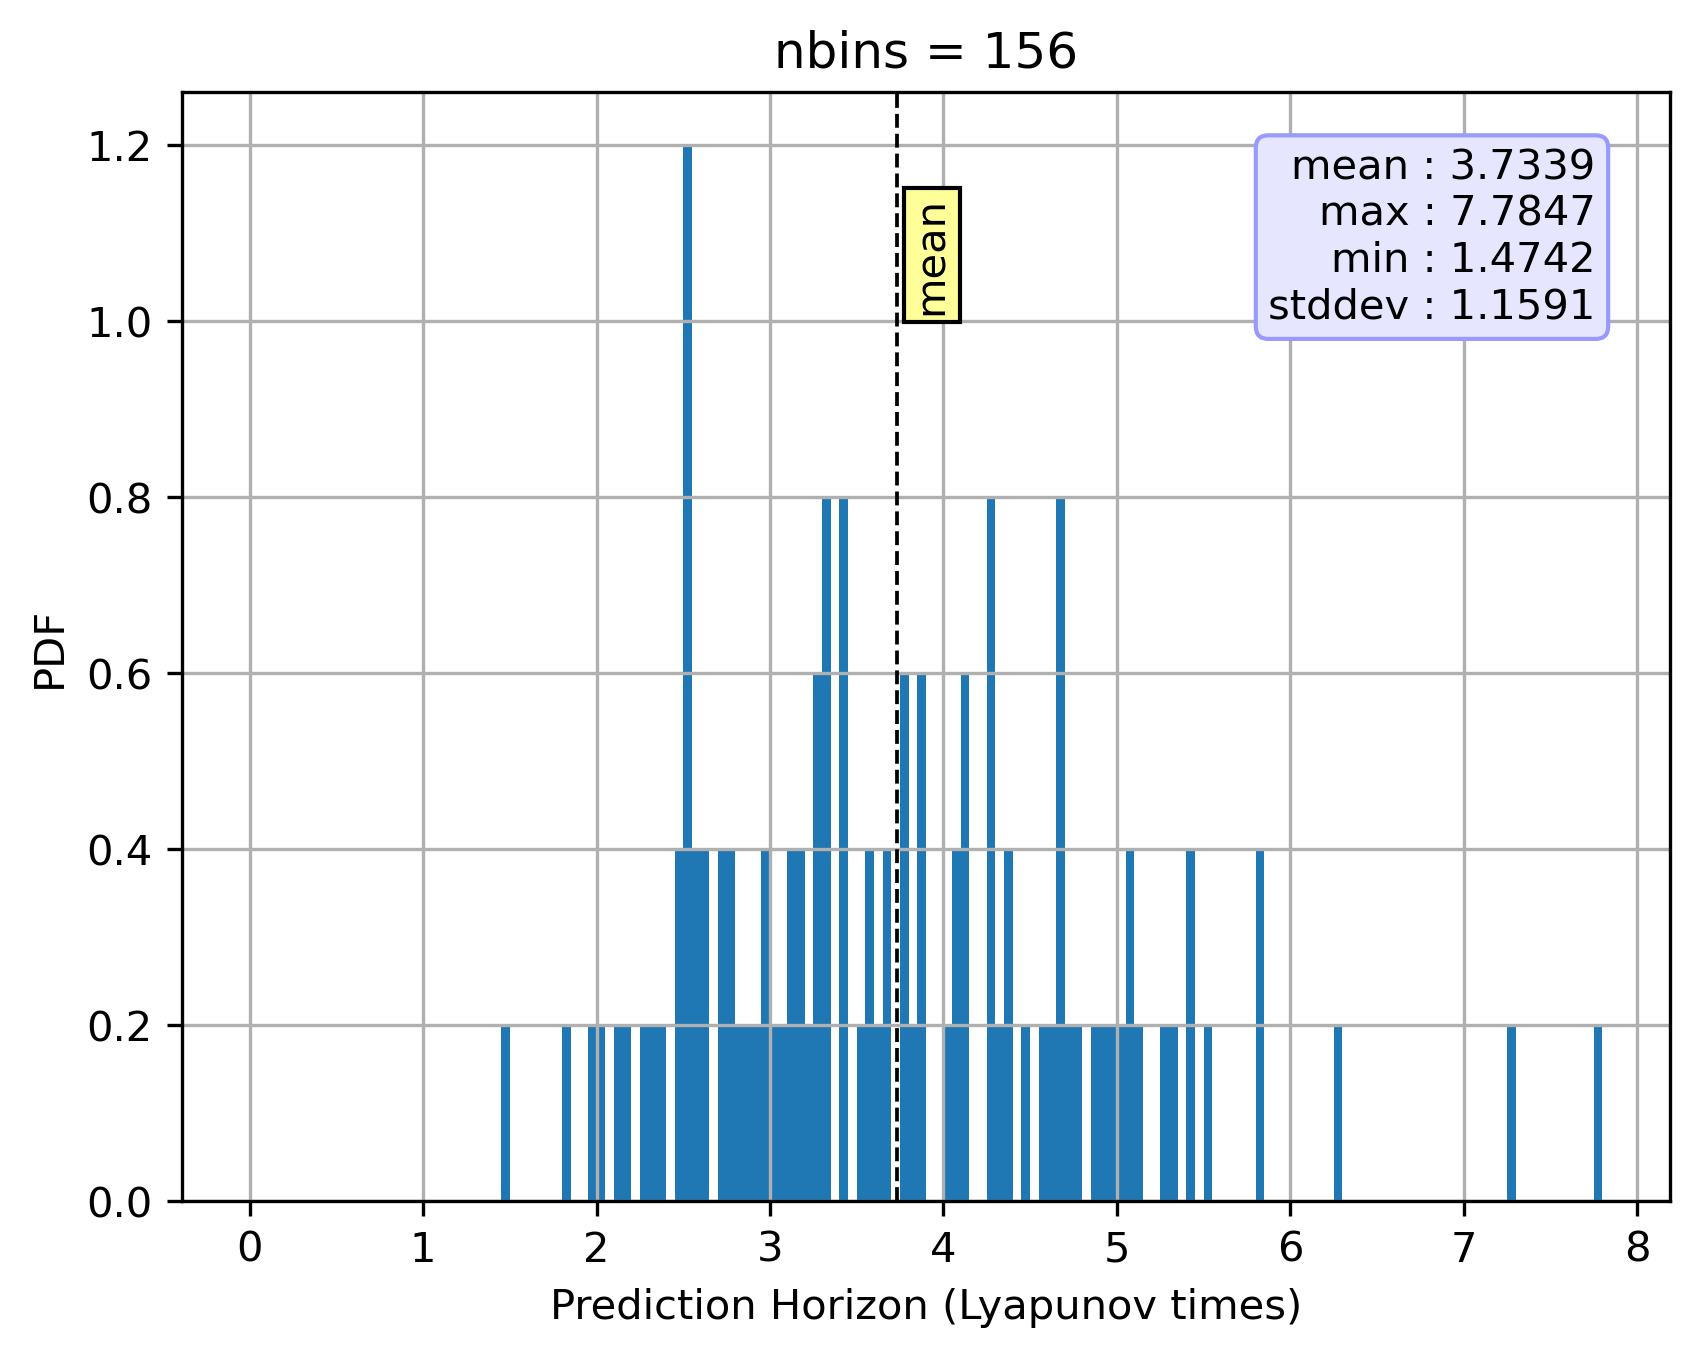 nbins = 156
mean : 3.7339
max : 7.7847
min : 1.4742
stddev : 1.1591
mean
PDF
1.2
1.0
0.8
0.6
0.4
0.2
0.0
0 1 2 3 4 5 6 7 8
Prediction Horizon (Lyapunov times)